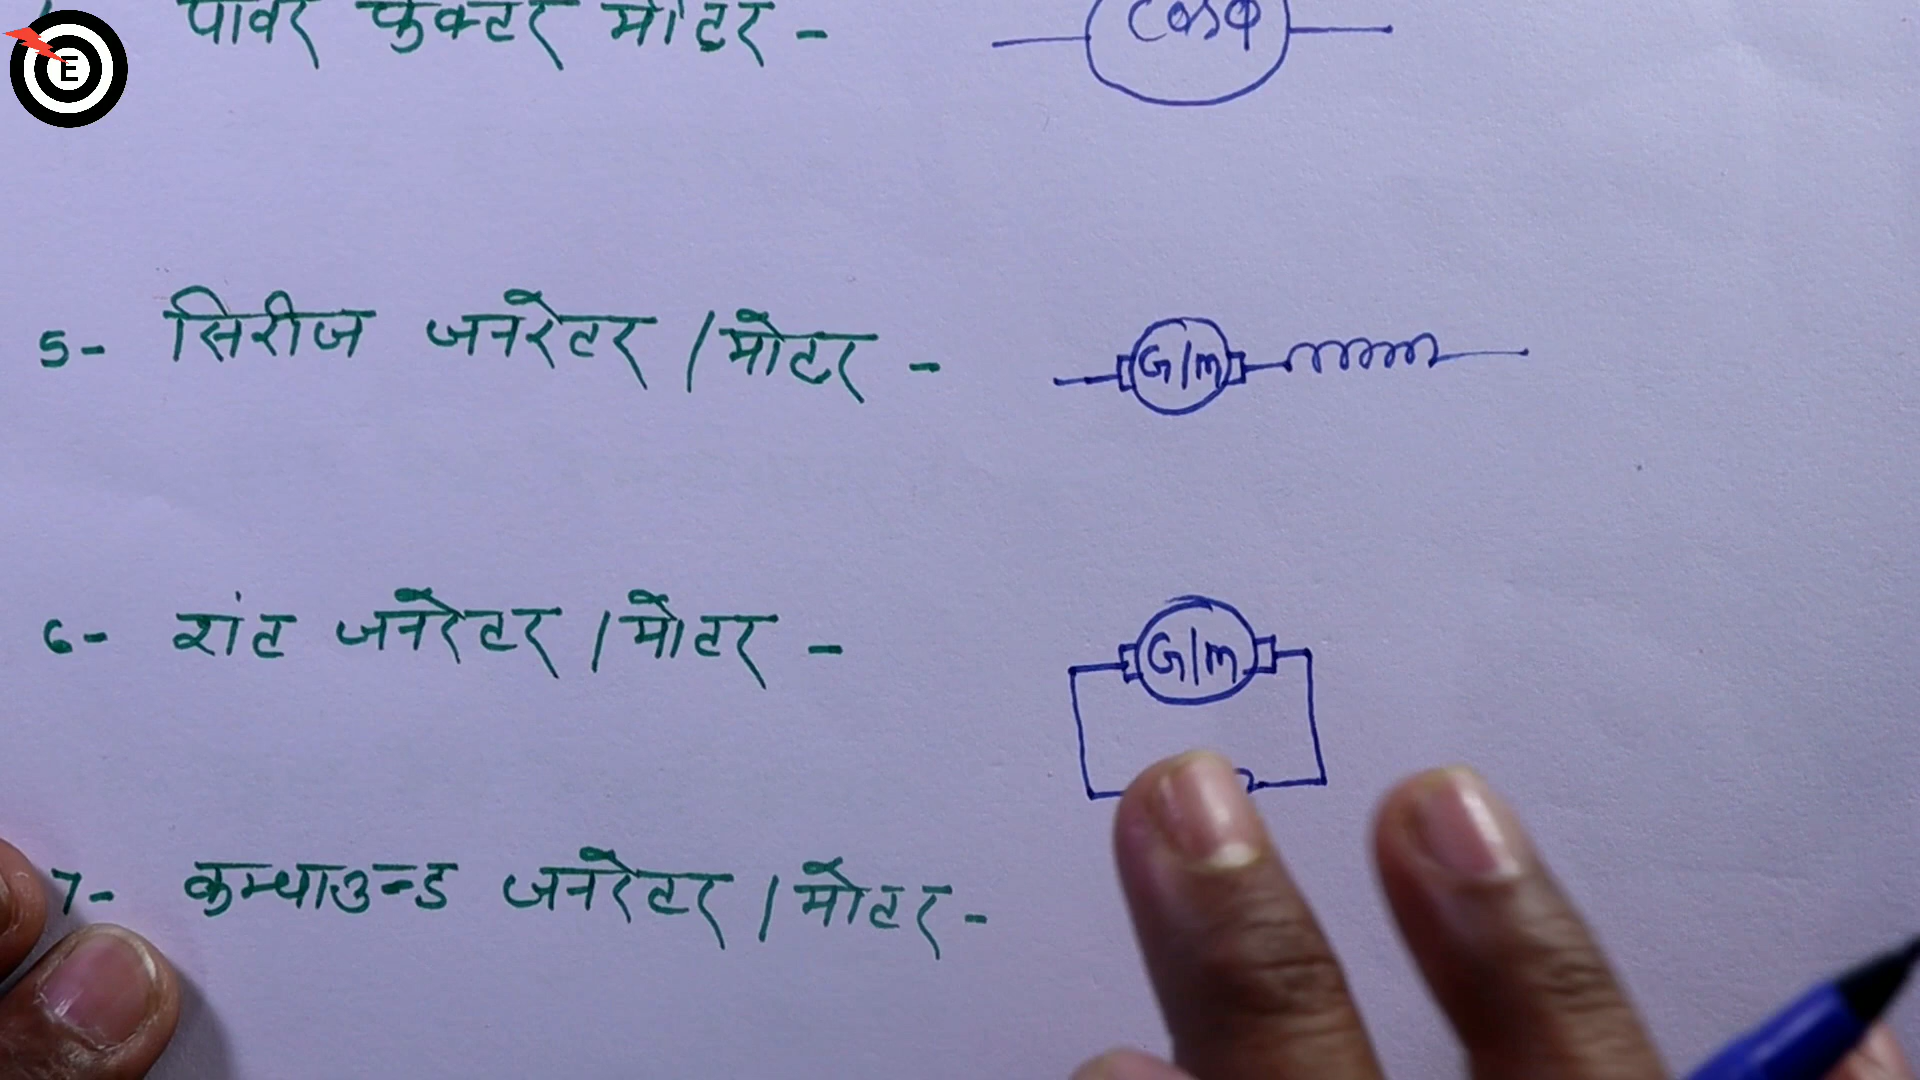 E
पावर फैक्टर मीटर - cosφ
5- सिरीज जनरेटर / मोटर - G/m
6- शंट जनरेटर / मोटर - G/m
7- कम्पाउन्ड जनरेटर / मोटर -